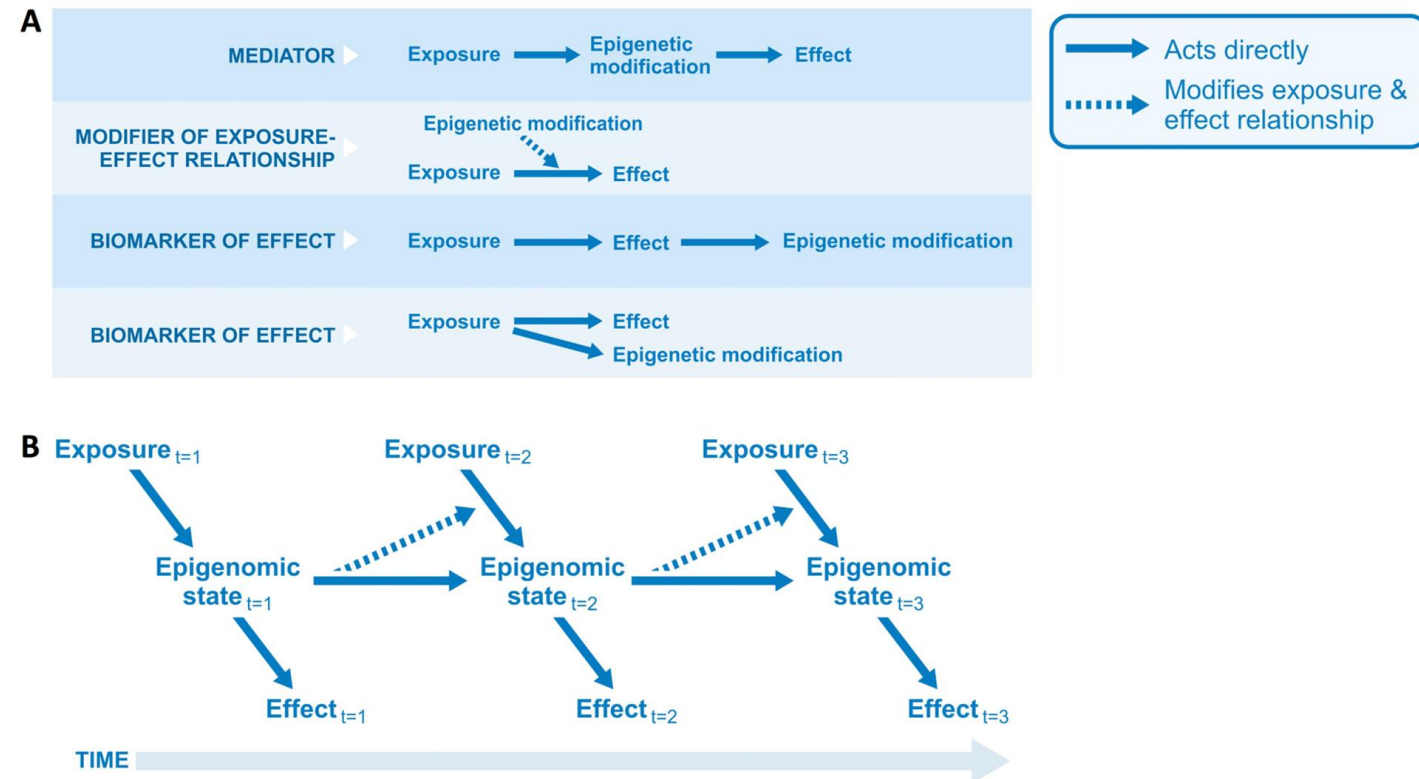 A
MEDIATOR
Exposure
Epigenetic
modification
Effect
MODIFIER OF EXPOSURE-
EFFECT RELATIONSHIP
Epigenetic modification
Exposure
Effect
BIOMARKER OF EFFECT
Exposure
Effect
Epigenetic modification
BIOMARKER OF EFFECT
Exposure
Effect
Epigenetic modification
Acts directly
Modifies exposure &
effect relationship
B
Exposure t=1
Exposure t=2
Exposure t=3
Epigenomic
state t=1
Epigenomic
state t=2
Epigenomic
state t=3
Effect t=1
Effect t=2
Effect t=3
TIME